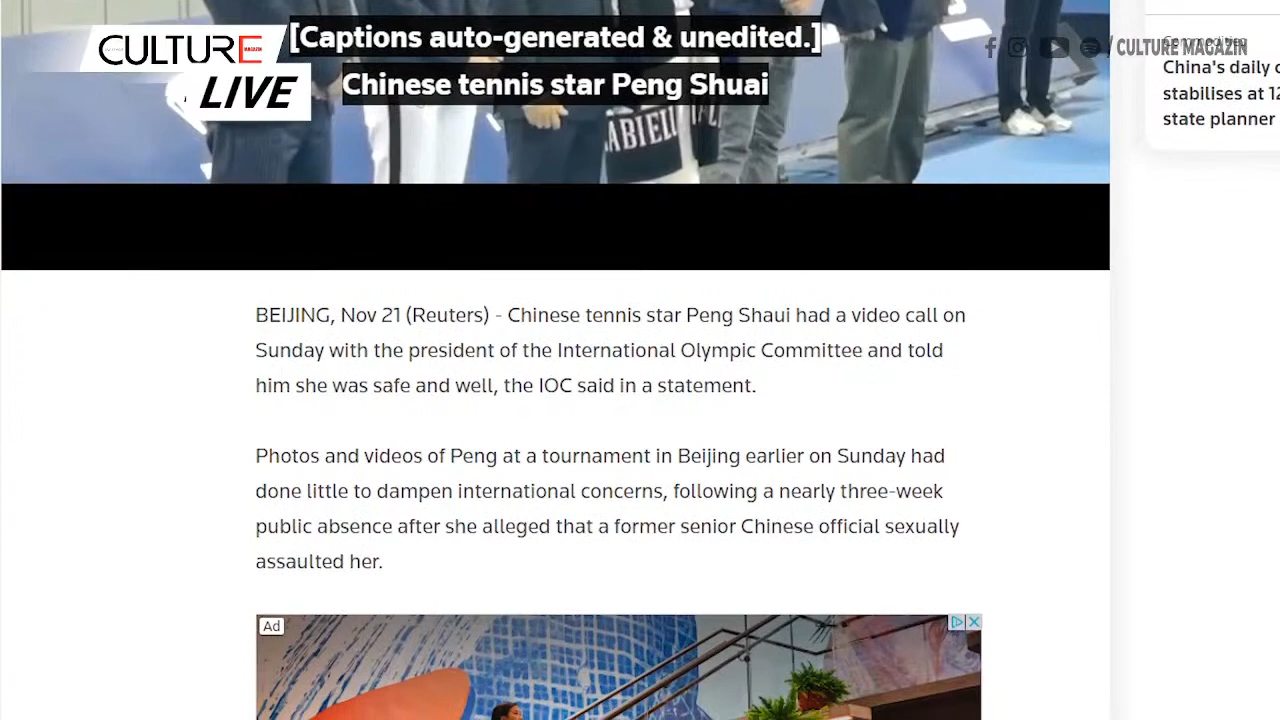 CULTURE
MAGAZIN
LIVE
[Captions auto-generated & unedited.]
Chinese tennis star Peng Shuai
/ CULTURE MAGAZIN
Commodities
China's daily c
stabilises at 12
state planner
BEIJING, Nov 21 (Reuters) - Chinese tennis star Peng Shaui had a video call on
Sunday with the president of the International Olympic Committee and told
him she was safe and well, the IOC said in a statement.
Photos and videos of Peng at a tournament in Beijing earlier on Sunday had
done little to dampen international concerns, following a nearly three-week
public absence after she alleged that a former senior Chinese official sexually
assaulted her.
Ad